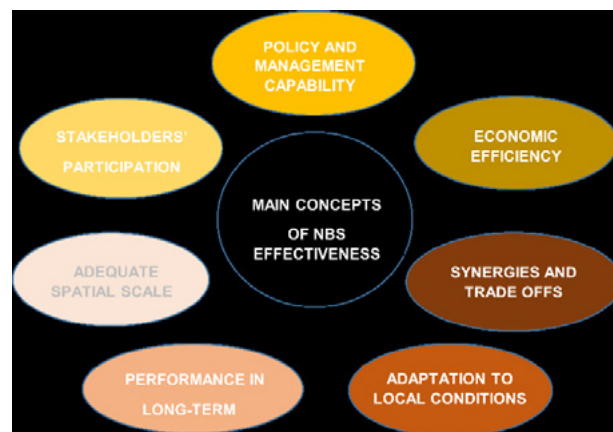 POLICY AND
MANAGEMENT
CAPABILITY
STAKEHOLDERS'
PARTICIPATION
ECONOMIC
EFFICIENCY
MAIN CONCEPTS
OF NBS
EFFECTIVENESS
ADEQUATE
SPATIAL SCALE
SYNERGIES AND
TRADE OFFS
PERFORMANCE IN
LONG-TERM
ADAPTATION TO
LOCAL CONDITIONS